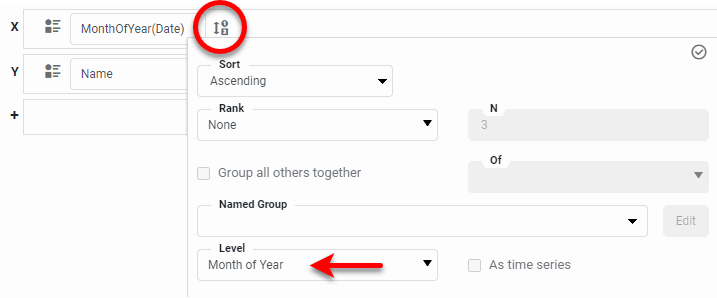 X
MonthOfYear(Date)
Y
Name
+
Sort
Ascending
Rank
None
N
3
Group all others together
Of
Named Group
Edit
Level
Month of Year
As time series